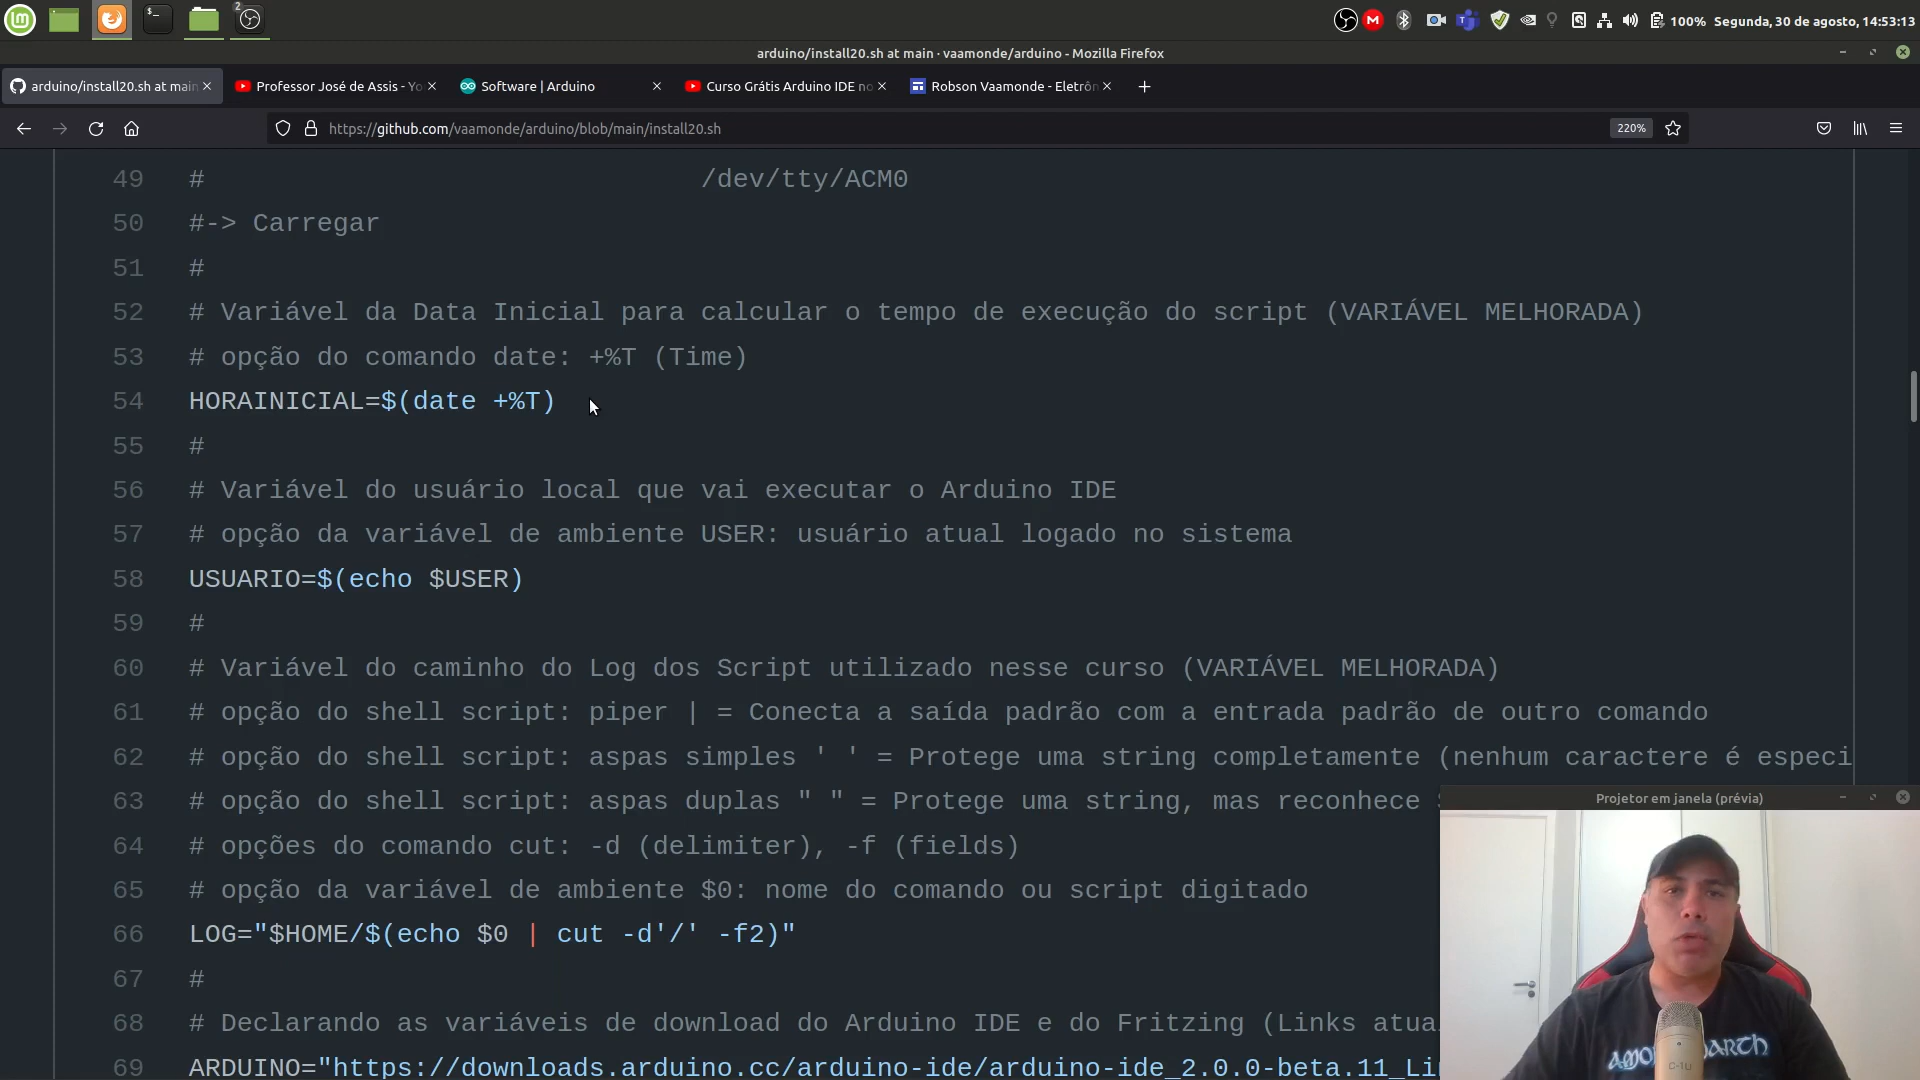 2
100% Segunda, 30 de agosto, 14:53:13
arduino/install20.sh at main · vaamonde/arduino - Mozilla Firefox
arduino/install20.sh at main
Professor José de Assis - Yo
Software | Arduino
Curso Grátis Arduino IDE no
Robson Vaamonde - Eletrôn
https://github.com/vaamonde/arduino/blob/main/install20.sh
220%
49 # /dev/tty/ACM0
50 #-> Carregar
51 #
52 # Variável da Data Inicial para calcular o tempo de execução do script (VARIÁVEL MELHORADA)
53 # opção do comando date: +%T (Time)
54 HORAINICIAL=$(date +%T)
55 #
56 # Variável do usuário local que vai executar o Arduino IDE
57 # opção da variável de ambiente USER: usuário atual logado no sistema
58 USUARIO=$(echo $USER)
59 #
60 # Variável do caminho do Log dos Script utilizado nesse curso (VARIÁVEL MELHORADA)
61 # opção do shell script: piper | = Conecta a saída padrão com a entrada padrão de outro comando
62 # opção do shell script: aspas simples ' ' = Protege uma string completamente (nenhum caractere é especi
63 # opção do shell script: aspas duplas " " = Protege uma string, mas reconhece
64 # opções do comando cut: -d (delimiter), -f (fields)
65 # opção da variável de ambiente $0: nome do comando ou script digitado
66 LOG="$HOME/$(echo $0 | cut -d'/' -f2)"
67 #
68 # Declarando as variáveis de download do Arduino IDE e do Fritzing (Links atua
69 ARDUINO="https://downloads.arduino.cc/arduino-ide/arduino-ide_2.0.0-beta.11_Li
Projetor em janela (prévia)
C-1U